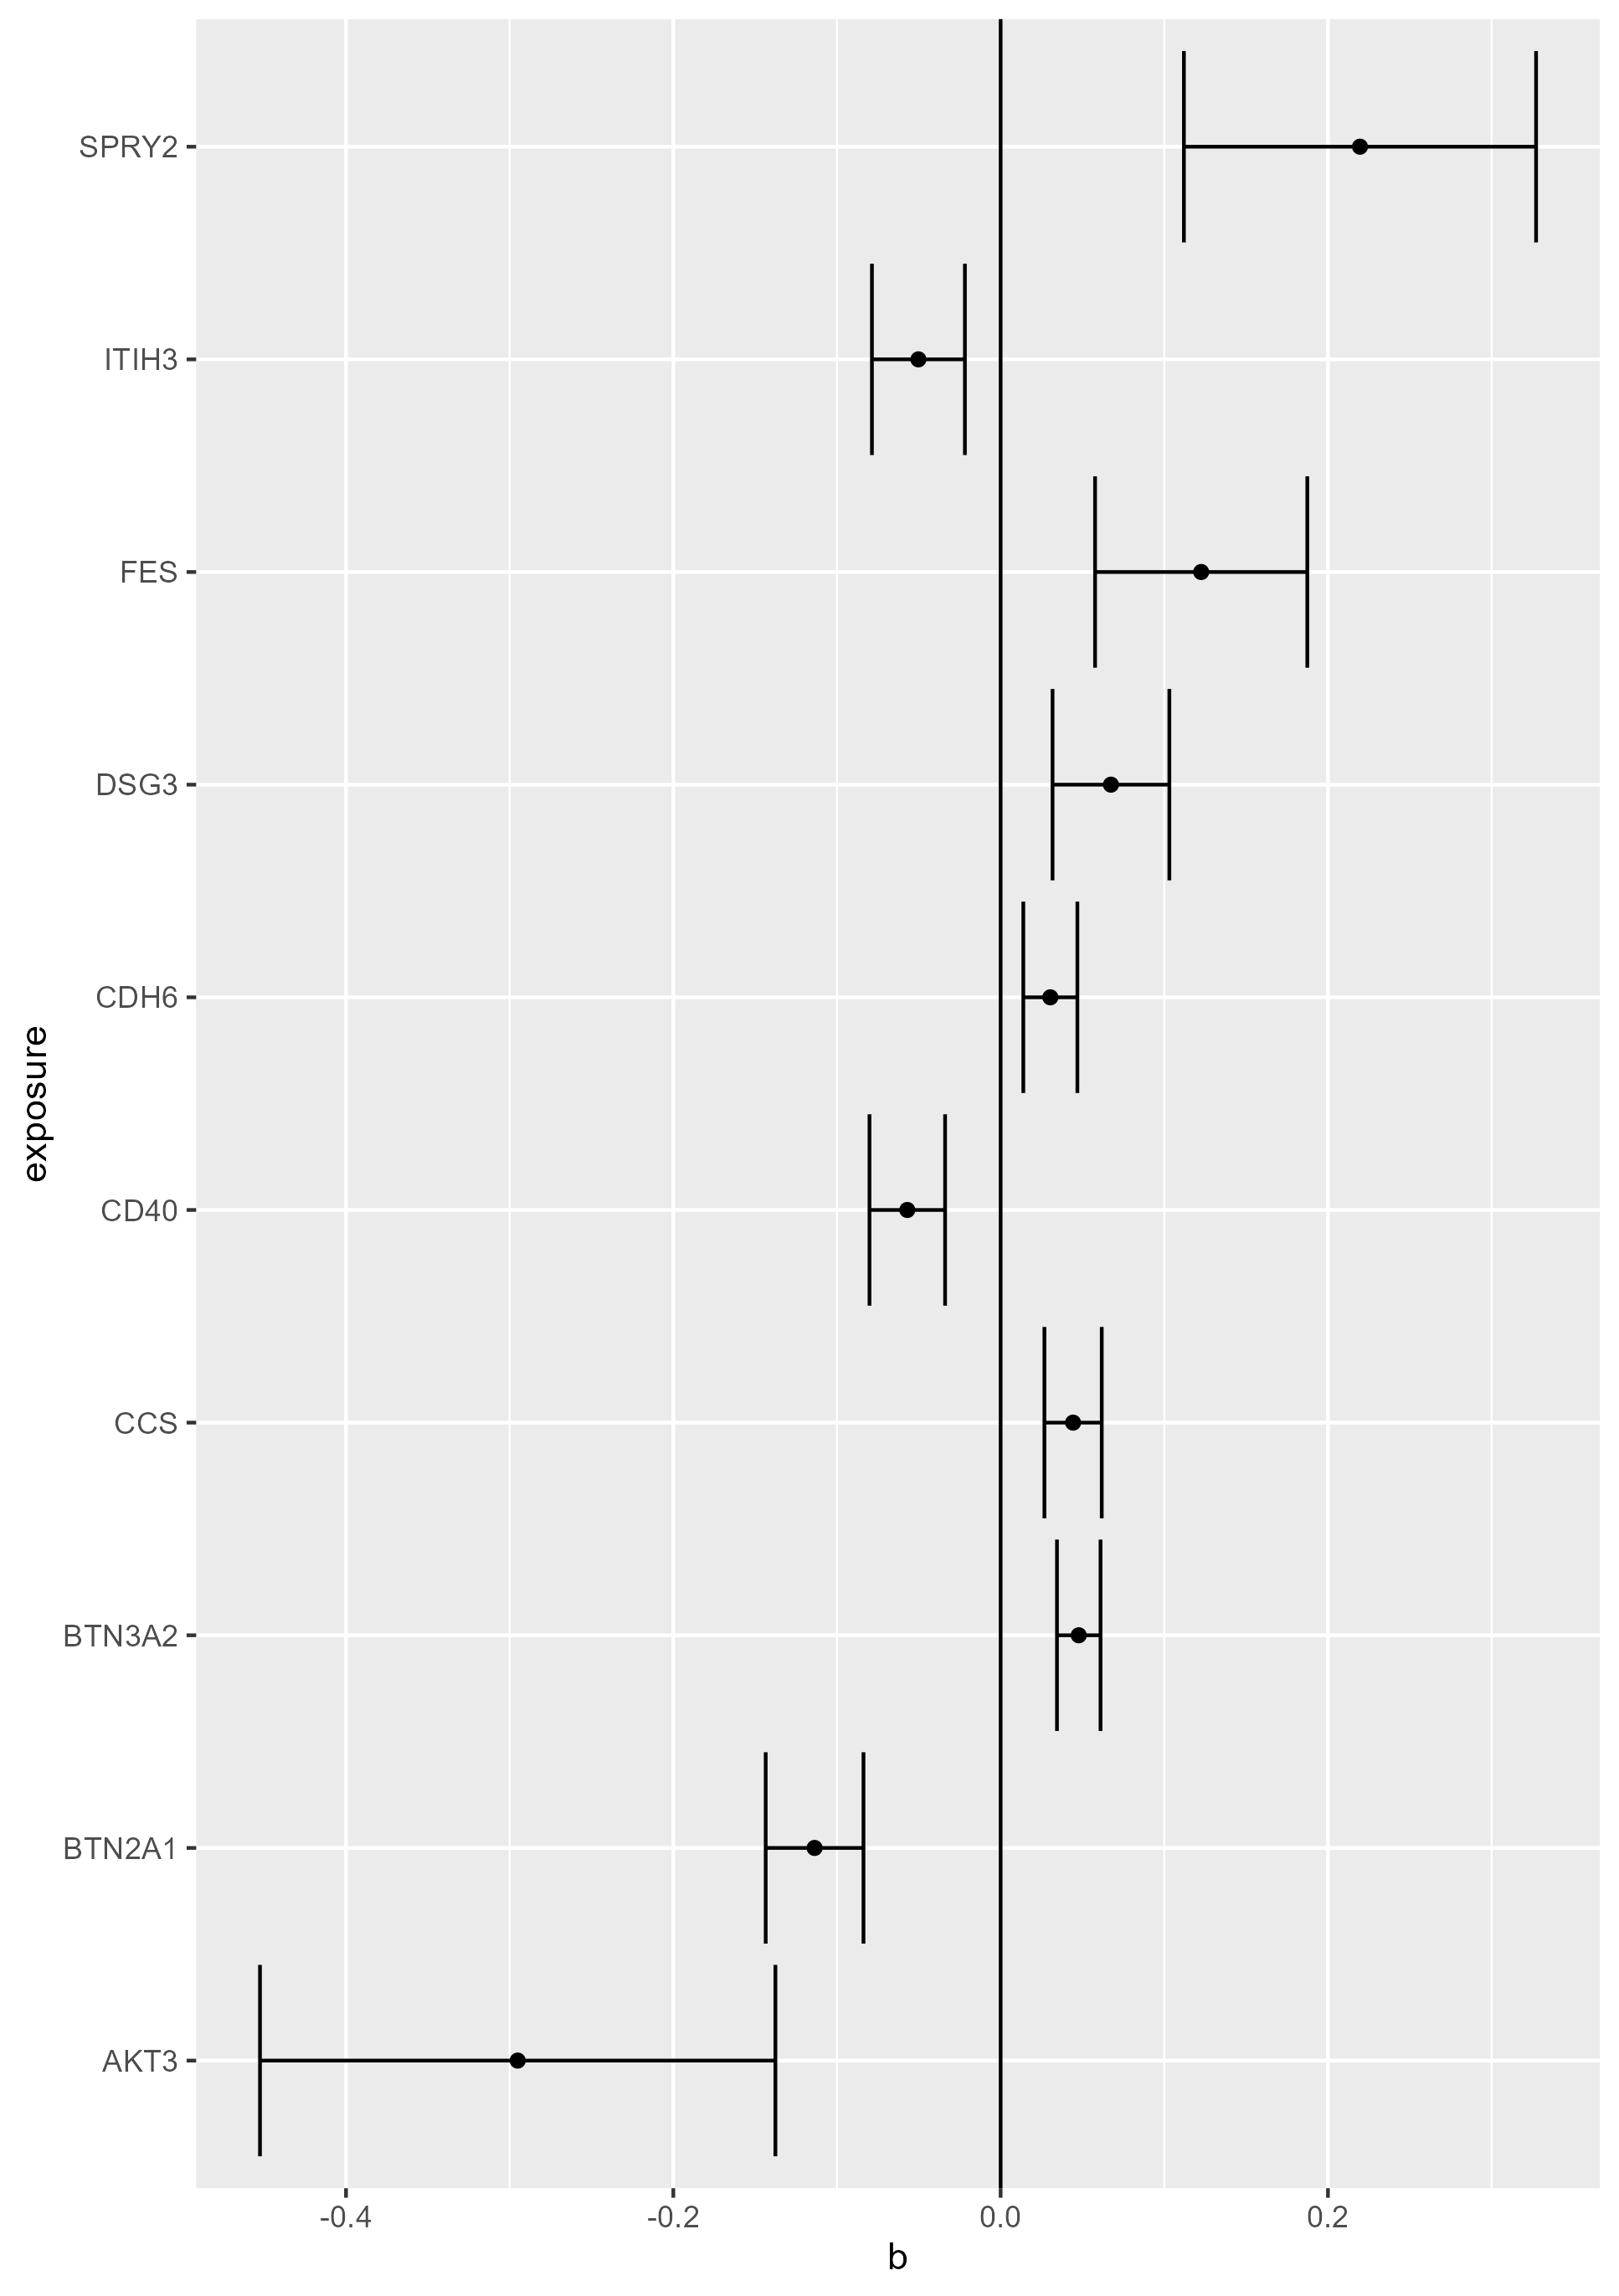 SPRY2
ITIH3
FES
DSG3
CDH6
exposure
CD40
CCS
BTN3A2
BTN2A1
AKT3
-0.4 -0.2 0.0 0.2
b